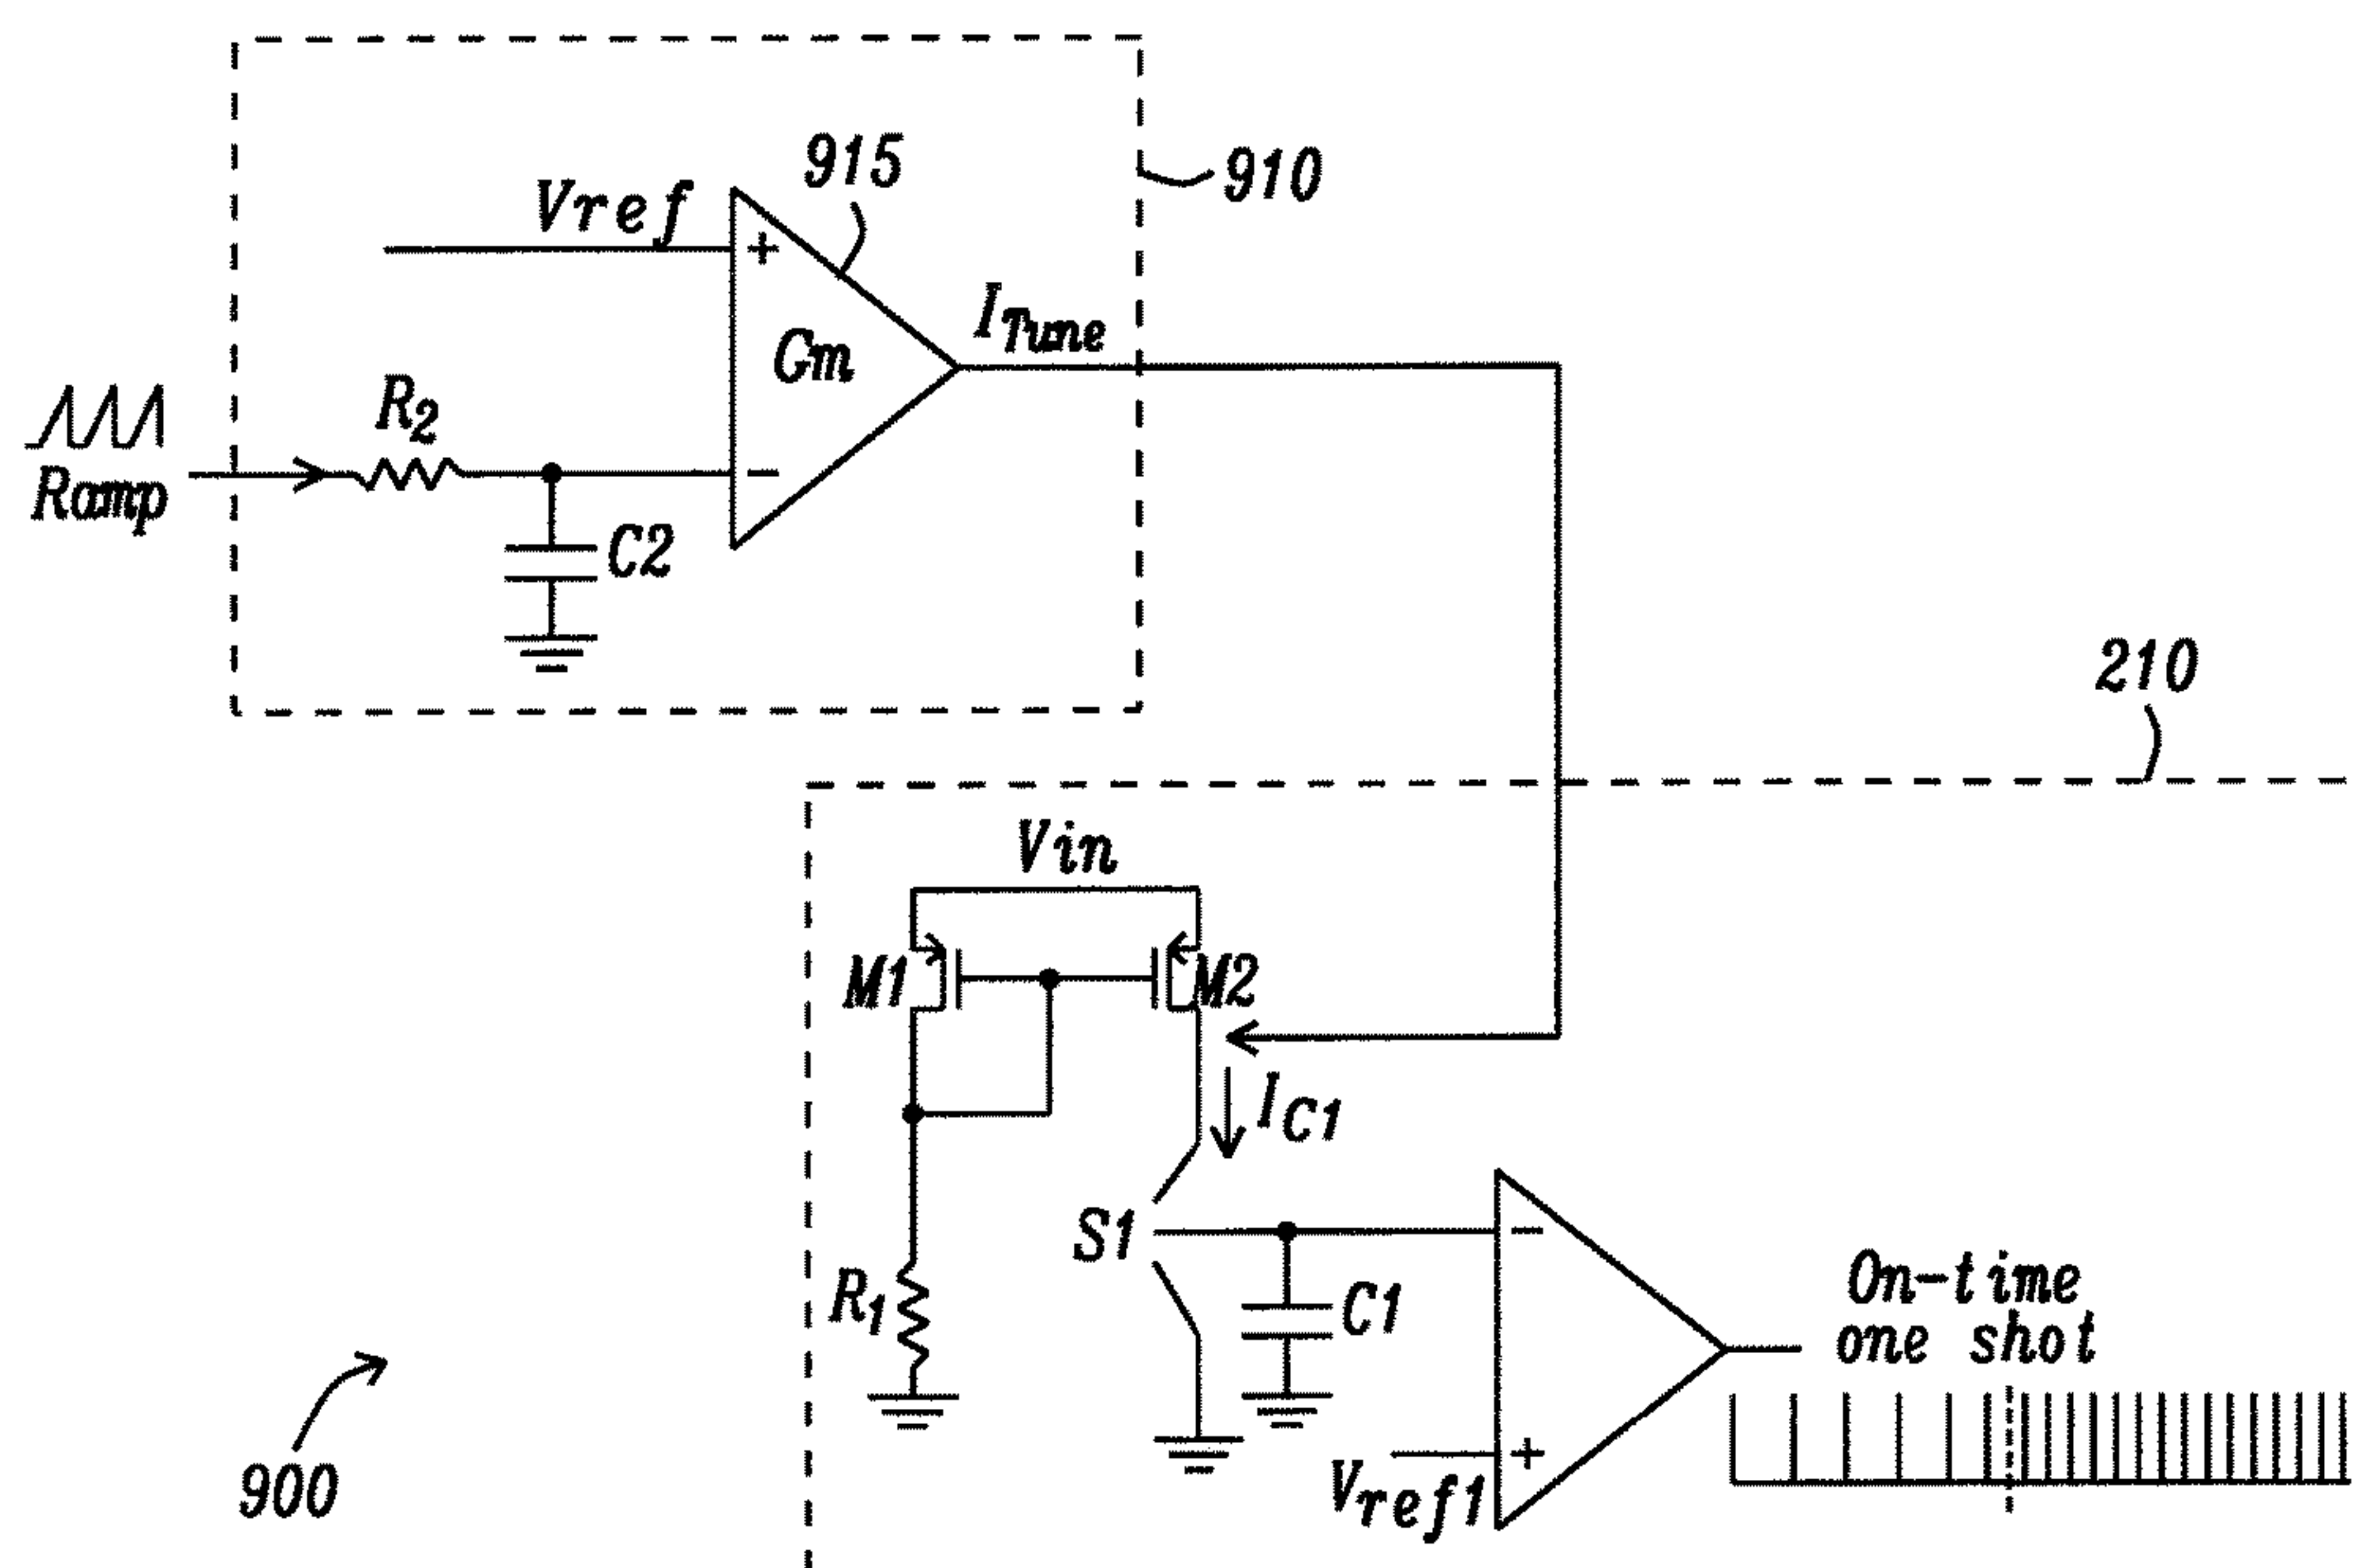 915
910
Vref
+
Gm
ITune
R2
Ramp
−
C2
210
Vin
M1
M2
IC1
S1
−
R1
C1
On-time
one shot
+
Vref1
900